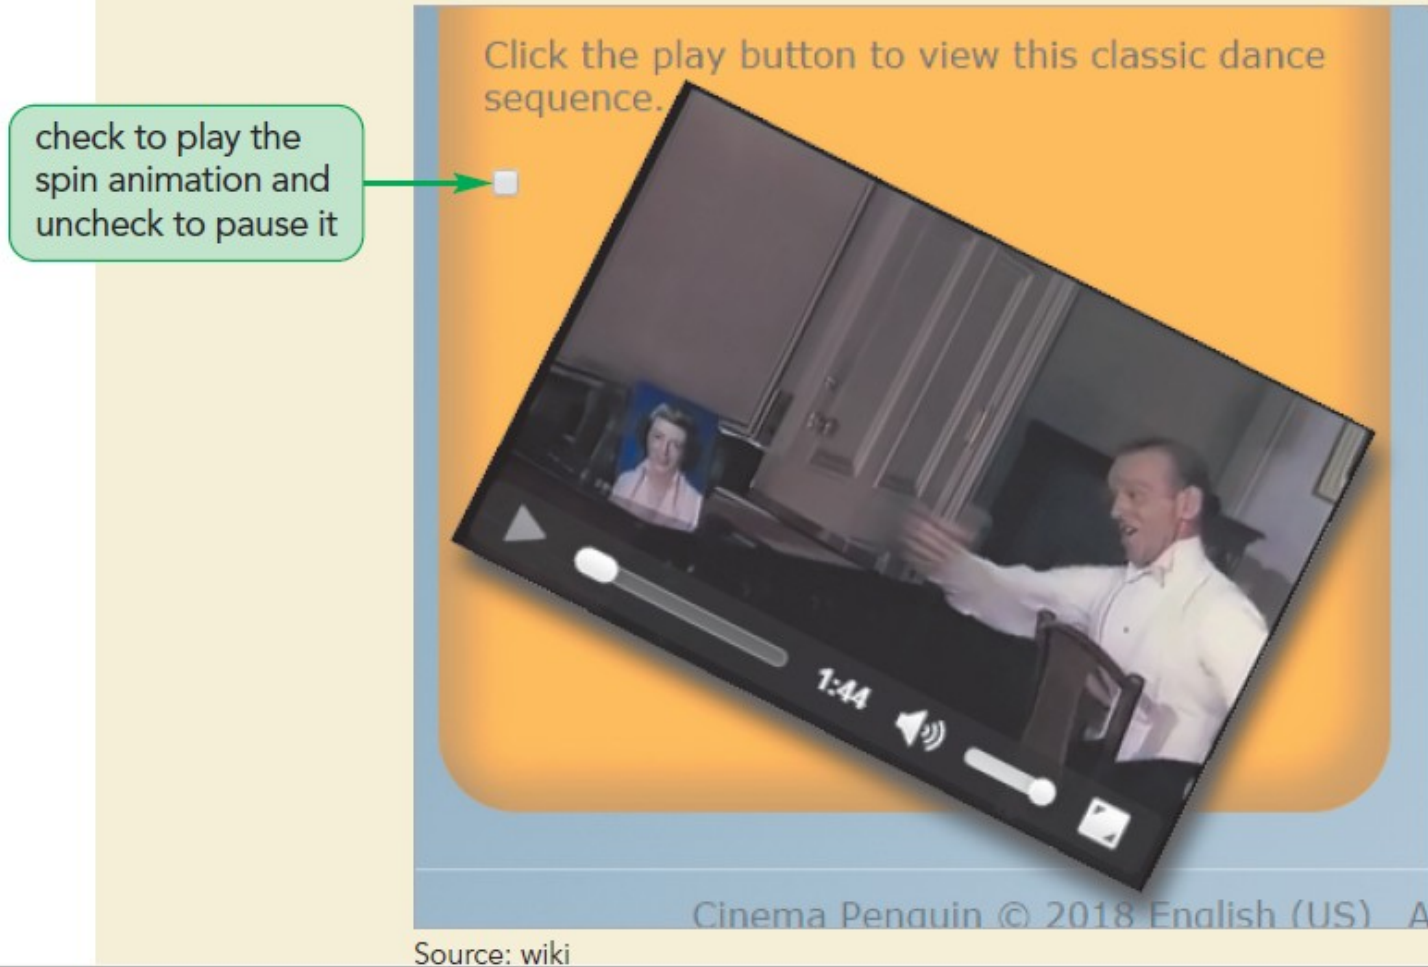 Click the play button to view this classic dance
sequence.
check to play the
spin animation and
uncheck to pause it
1:44
Cinema Penguin © 2018 English (US) A
Source: wiki